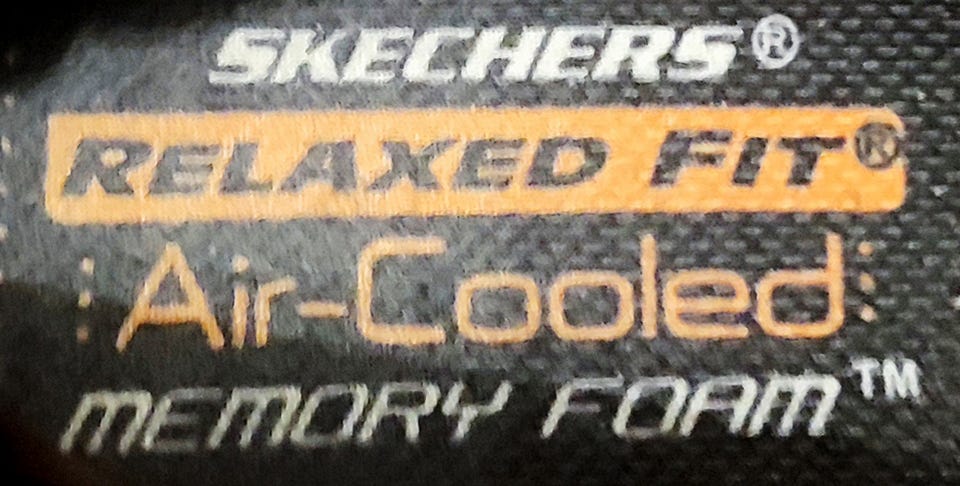 SKECHERS®
RELAXED FIT®
Air-Cooled
MEMORY FOAM™